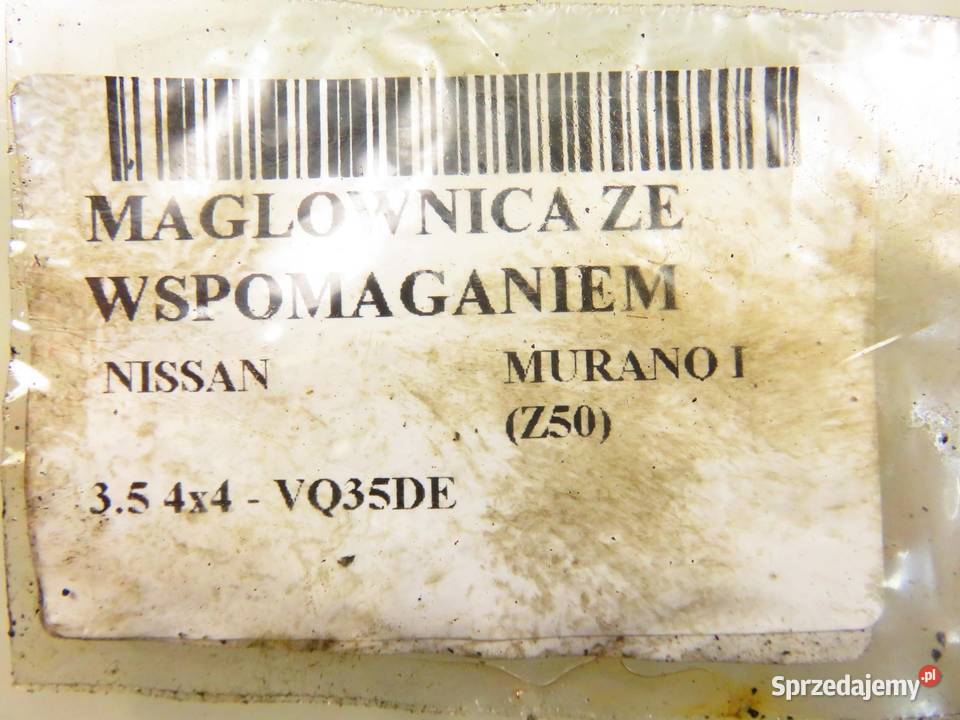 MAGLOWNICA ZE
WSPOMAGANIEM
NISSAN MURANO I
(Z50)
3.5 4x4 - VQ35DE
Sprzedajemy.pl